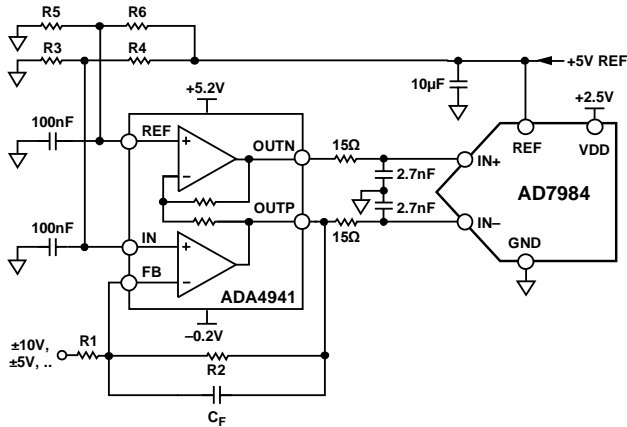 R5 R6
R3 R4
+5V REF
10µF
+5.2V
+2.5V
100nF
REF
OUTN
15Ω
REF
VDD
IN+
2.7nF
AD7984
OUTP
2.7nF
100nF
15Ω
IN–
IN
GND
FB
ADA4941
–0.2V
±10V,
±5V, ..
R1
R2
CF